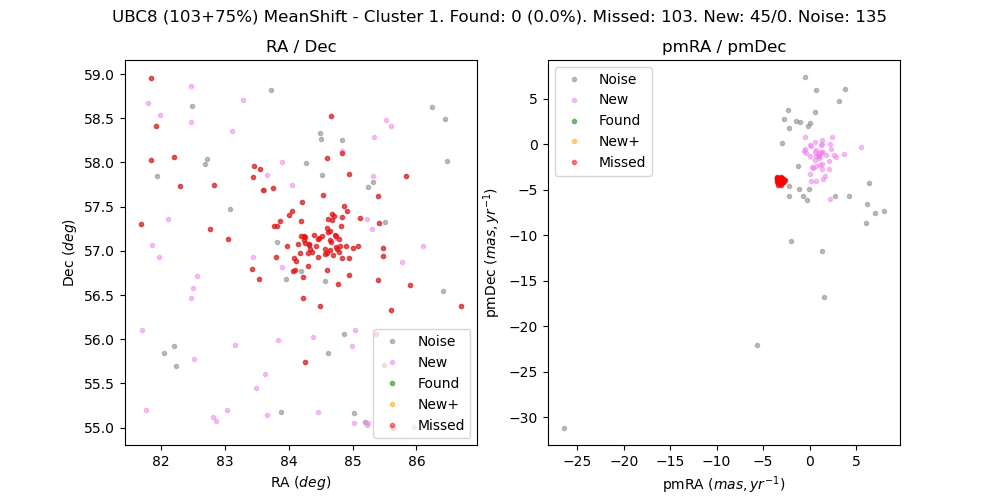 UBC8 (103+75%) MeanShift - Cluster 1. Found: 0 (0.0%). Missed: 103. New: 45/0. Noise: 135
RA / Dec
59.0
58.5
58.0
57.5
57.0
56.5
56.0
55.5
55.0
Dec (deg)
82
83
84
85
86
RA (deg)
Noise
New
Found
New+
Missed
pmRA / pmDec
Noise
New
Found
New+
Missed
5
0
−5
−10
−15
−20
−25
−30
pmDec (mas, yr⁻¹)
−25
−20
−15
−10
−5
0
5
pmRA (mas, yr⁻¹)